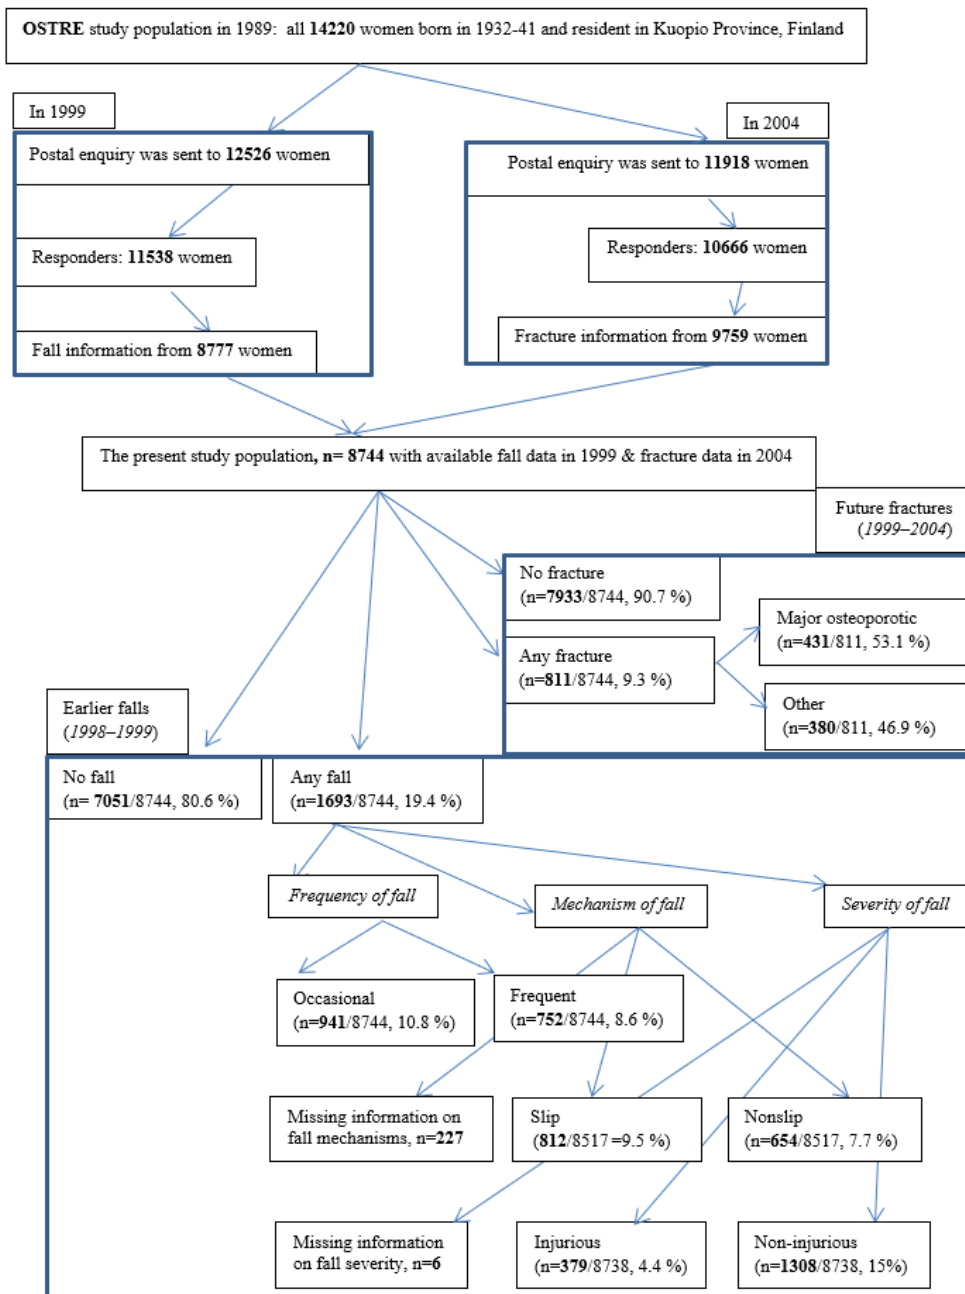 OSTRE study population in 1989: all 14220 women born in 1932-41 and resident in Kuopio Province, Finland
In 1999
In 2004
Postal enquiry was sent to 12526 women
Postal enquiry was sent to 11918 women
Responders: 11538 women
Responders: 10666 women
Fall information from 8777 women
Fracture information from 9759 women
The present study population, n= 8744 with available fall data in 1999 & fracture data in 2004
Future fractures
(1999–2004)
No fracture
(n=7933/8744, 90.7 %)
Any fracture
(n=811/8744, 9.3 %)
Major osteoporotic
(n=431/811, 53.1 %)
Other
(n=380/811, 46.9 %)
Earlier falls
(1998–1999)
No fall
(n= 7051/8744, 80.6 %)
Any fall
(n=1693/8744, 19.4 %)
Frequency of fall
Mechanism of fall
Severity of fall
Occasional
(n=941/8744, 10.8 %)
Frequent
(n=752/8744, 8.6 %)
Missing information on
fall mechanisms, n=227
Slip
(812/8517 =9.5 %)
Nonslip
(n=654/8517, 7.7 %)
Missing information
on fall severity, n=6
Injurious
(n=379/8738, 4.4 %)
Non-injurious
(n=1308/8738, 15%)